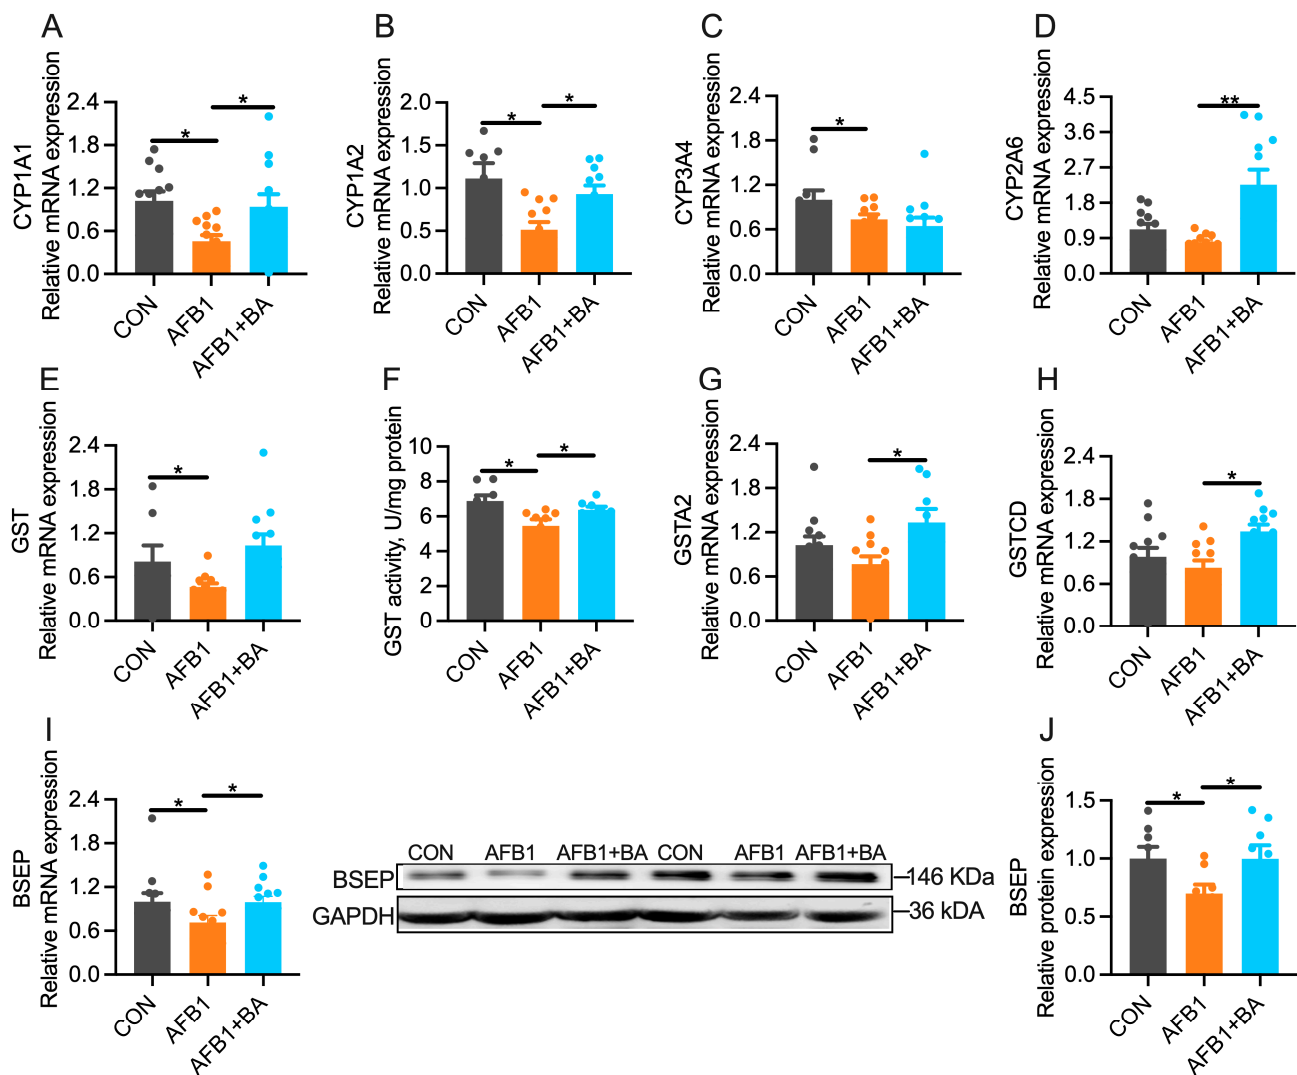 A
CYP1A1
Relative mRNA expression
2.4
1.8
1.2
0.6
0.0
*
*
CON
AFB1
AFB1+BA
B
CYP1A2
Relative mRNA expression
2.0
1.5
1.0
0.5
0.0
*
*
CON
AFB1
AFB1+BA
C
CYP3A4
Relative mRNA expression
2.4
1.8
1.2
0.6
0.0
*
CON
AFB1
AFB1+BA
D
CYP2A6
Relative mRNA expression
4.5
3.6
2.7
1.8
0.9
0.0
**
CON
AFB1
AFB1+BA
E
GST
Relative mRNA expression
2.4
1.8
1.2
0.6
0.0
*
CON
AFB1
AFB1+BA
F
GST activity, U/mg protein
10
8
6
4
2
0
*
*
CON
AFB1
AFB1+BA
G
GSTA2
Relative mRNA expression
2.4
1.8
1.2
0.6
0.0
*
CON
AFB1
AFB1+BA
H
GSTCD
Relative mRNA expression
2.4
1.8
1.2
0.6
0.0
*
CON
AFB1
AFB1+BA
I
BSEP
Relative mRNA expression
2.4
1.8
1.2
0.6
0.0
*
*
CON
AFB1
AFB1+BA
CON AFB1 AFB1+BA CON AFB1 AFB1+BA
BSEP 146 KDa
GAPDH 36 kDA
J
BSEP
Relative protein expression
1.5
1.0
0.5
0.0
*
*
CON
AFB1
AFB1+BA